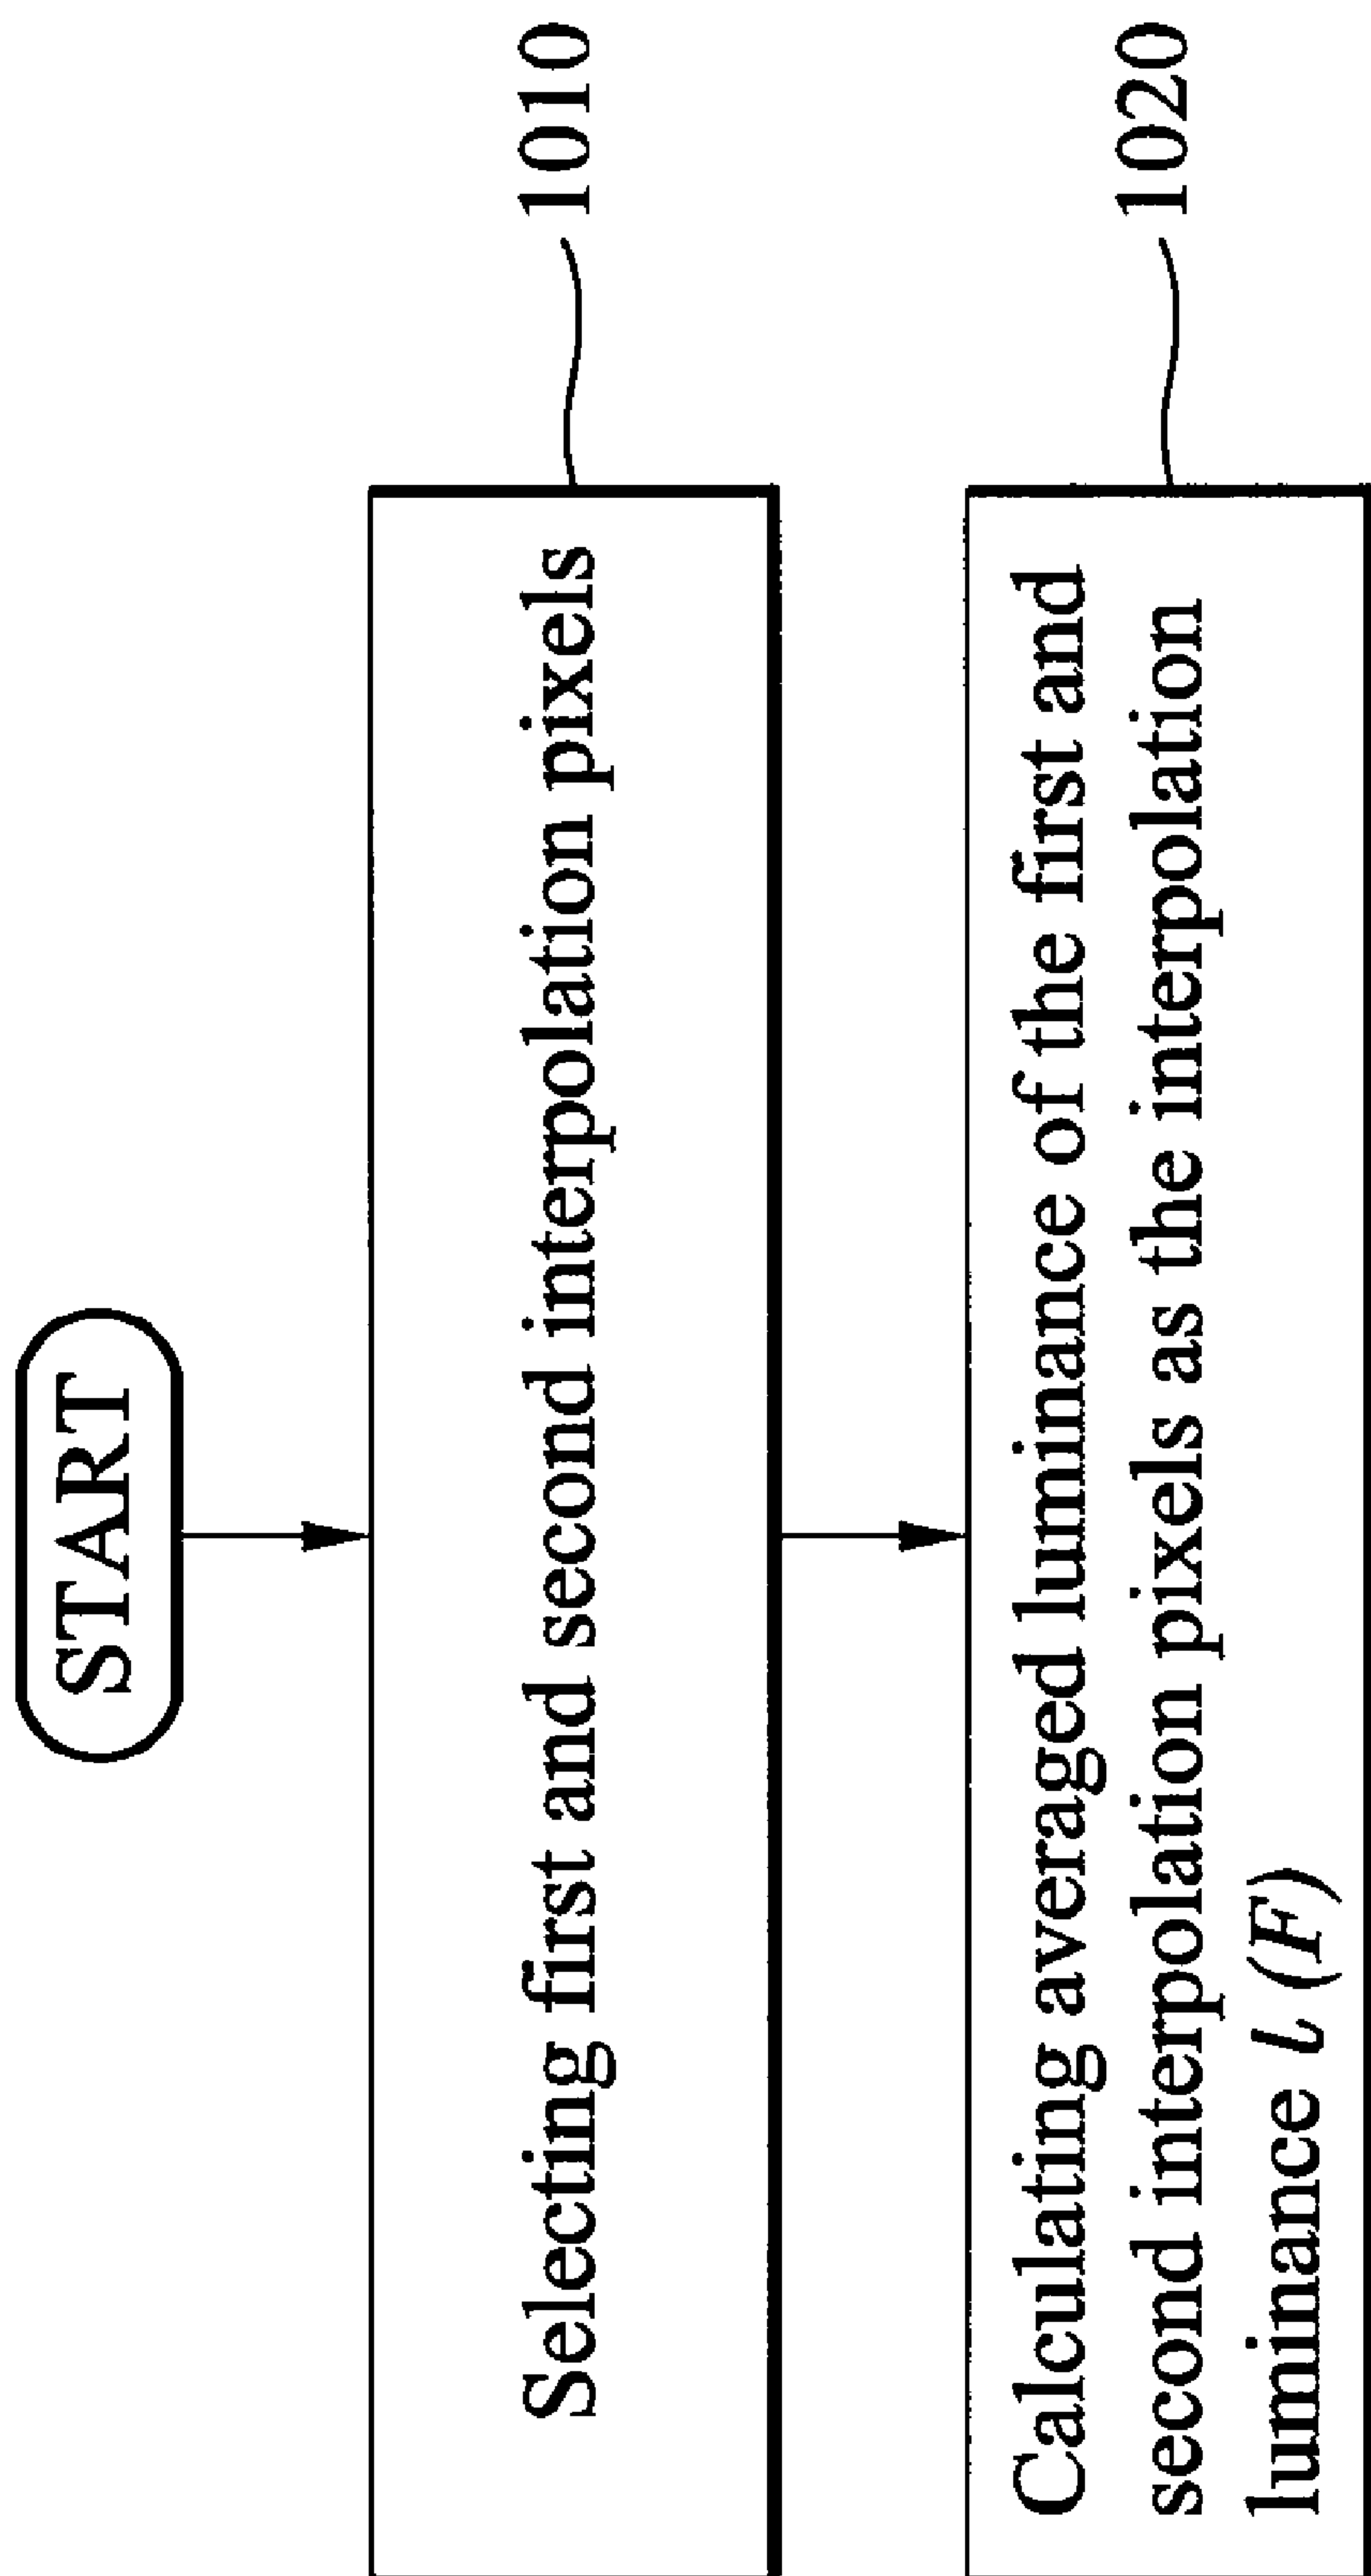 START
Selecting first and second interpolation pixels
1010
Calculating averaged luminance of the first and
second interpolation pixels as the interpolation
luminance l (F)
1020